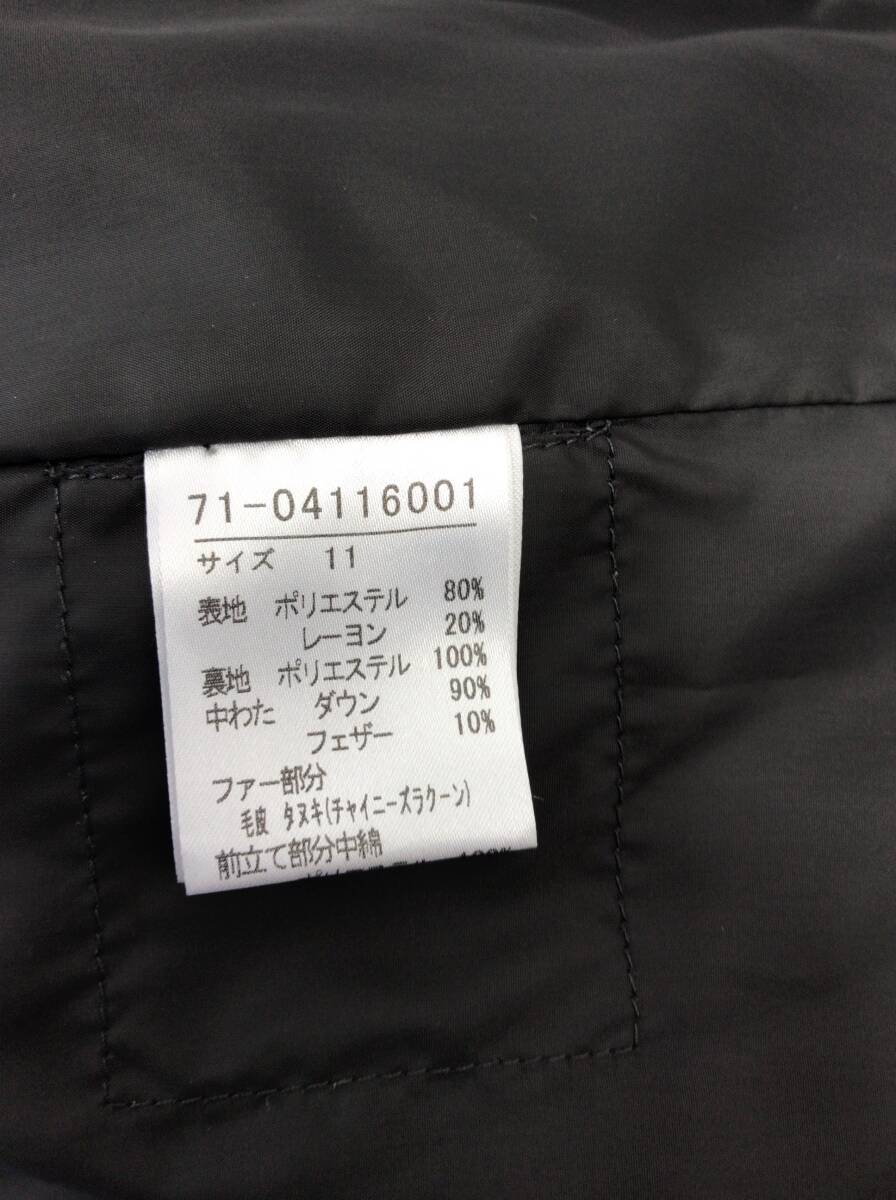 71-04116001
サイズ 11
表地 ポリエステル 80%
レーヨン 20%
裏地 ポリエステル 100%
中わた ダウン 90%
フェザー 10%
ファー部分
毛皮 タヌキ(チャイニーズラクーン)
前立て部分中綿